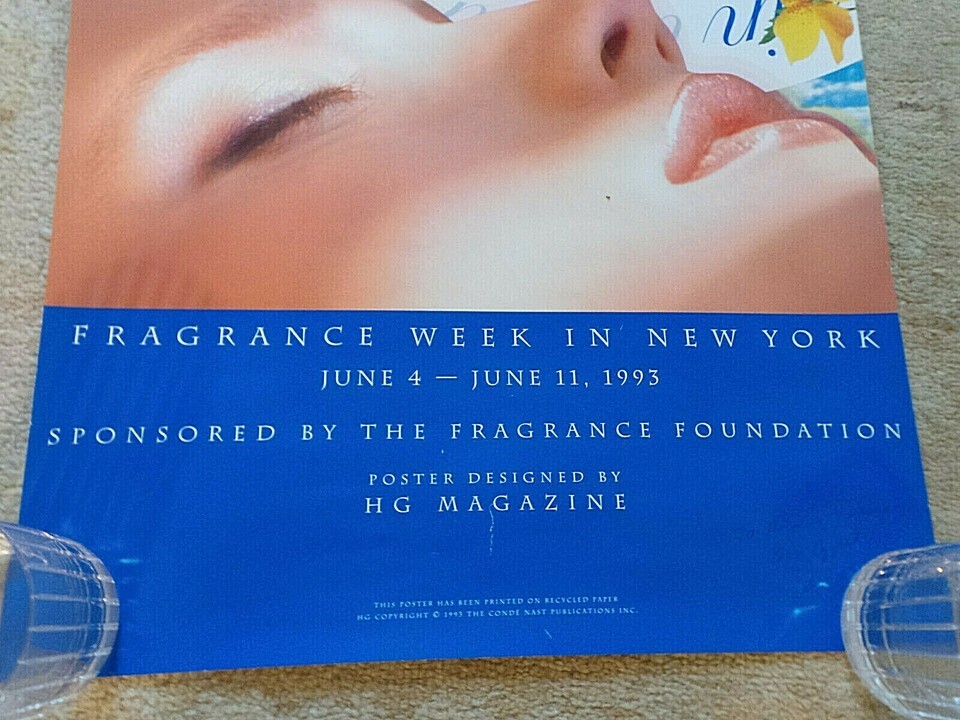 in
FRAGRANCE WEEK IN NEW YORK
JUNE 4 — JUNE 11, 1993
SPONSORED BY THE FRAGRANCE FOUNDATION
POSTER DESIGNED BY
HG MAGAZINE
THIS POSTER HAS BEEN PRINTED ON RECYCLED PAPER
HG COPYRIGHT © 1993 THE CONDE NAST PUBLICATIONS INC.